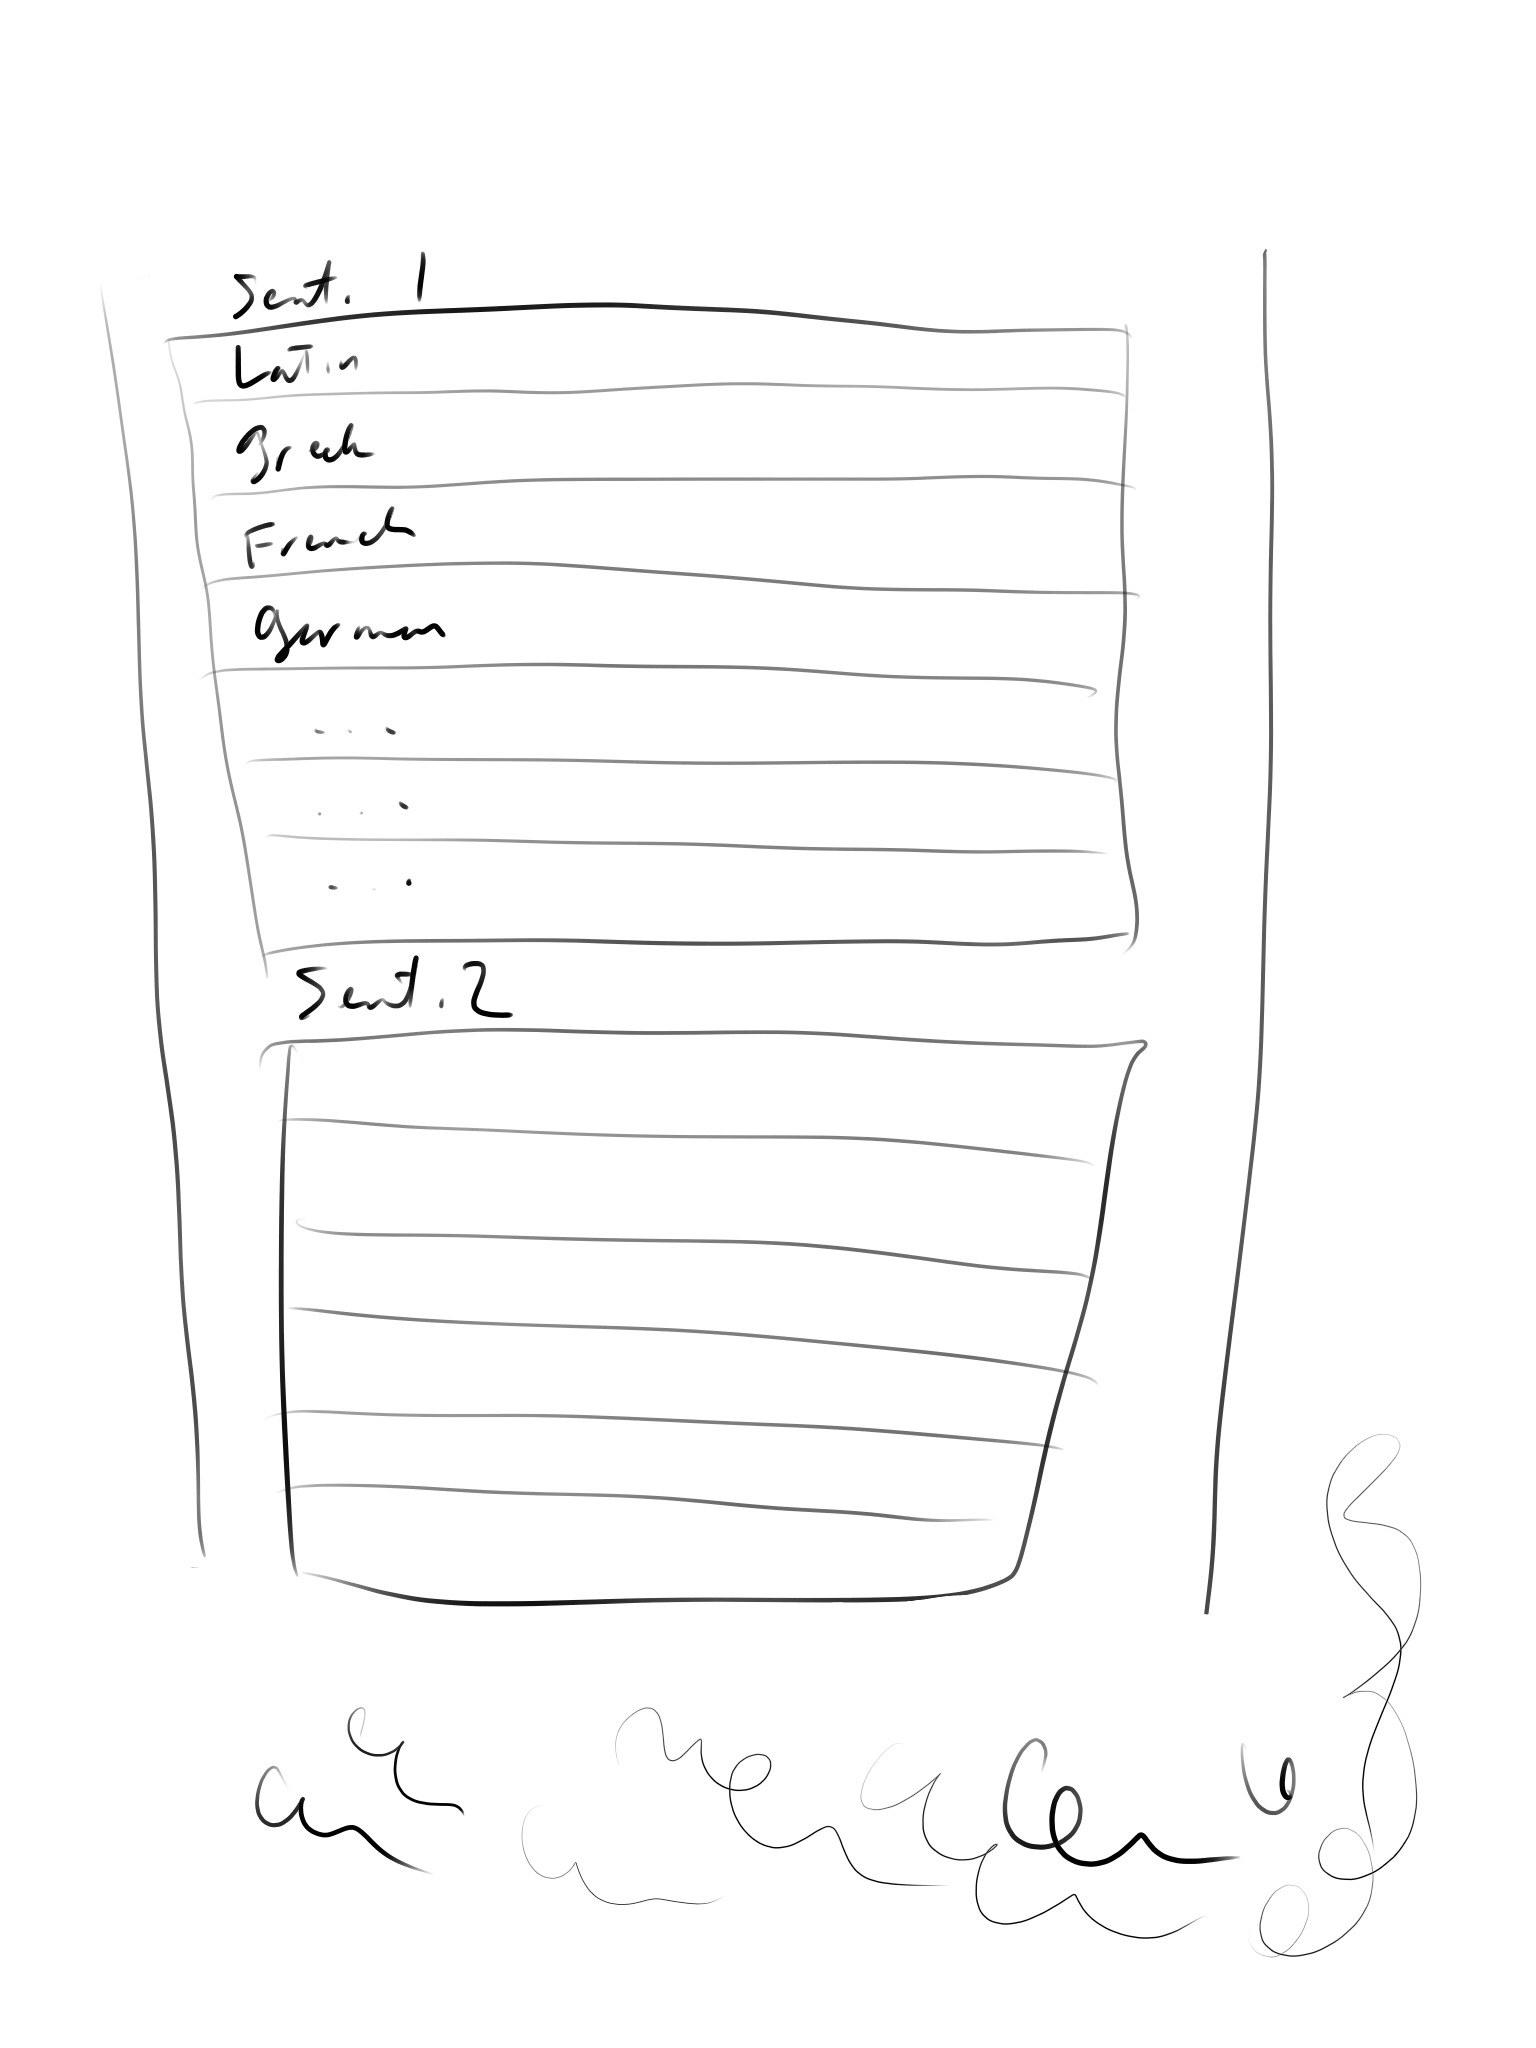 Sent. 1
Latin
Greek
French
German
. . .
. . .
. . .
Sent. 2